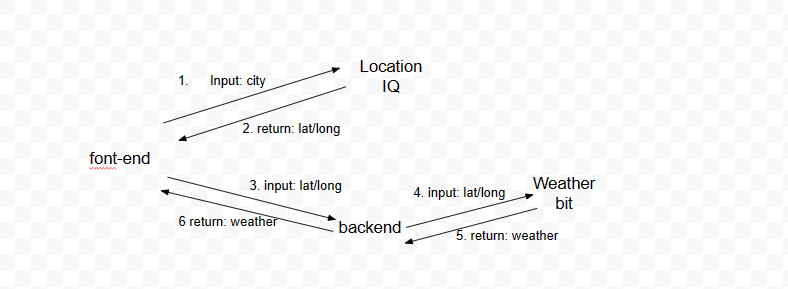 Location
IQ
1. Input: city
2. return: lat/long
font-end
3. input: lat/long
Weather
bit
4. input: lat/long
6 return: weather
backend
5. return: weather